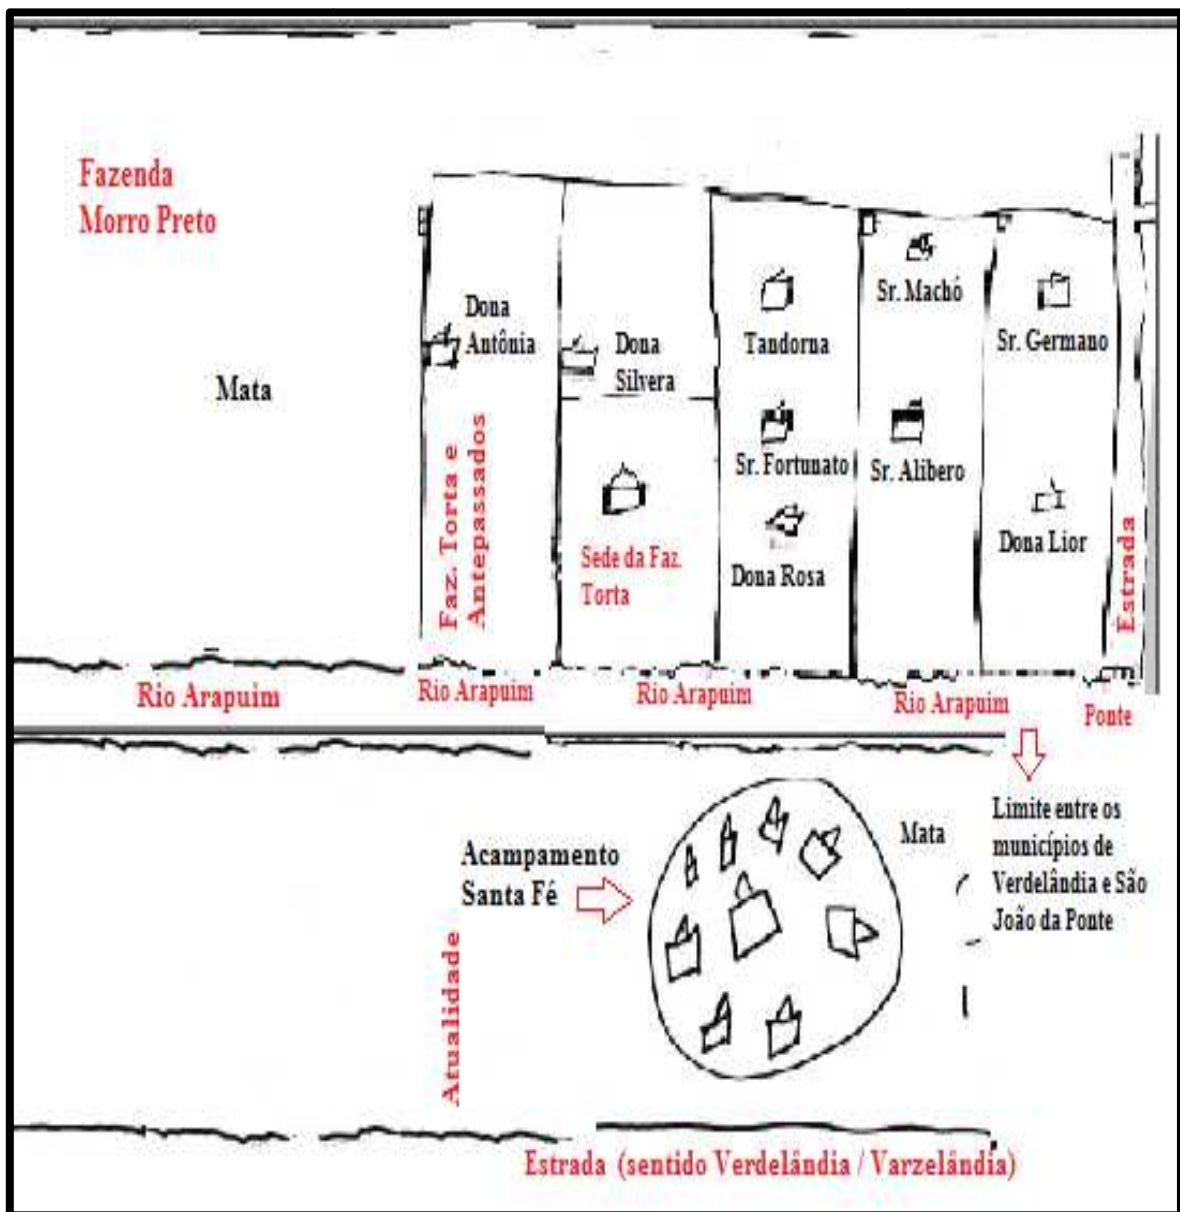 Fazenda
Morro Preto
Mata
Dona
Antônia
Faz. Torta e
Antepassados
Dona
Silvera
Sede da Faz.
Torta
Tandorna
Sr. Fortunato
Dona Rosa
Sr. Machó
Sr. Alibero
Sr. Germano
Dona Lior
Estrada
Rio Arapuim
Rio Arapuim
Rio Arapuim
Rio Arapuim
Ponte
Acampamento
Santa Fé
Mata
Limite entre os
municípios de
Verdelândia e São
João da Ponte
Atualidade
Estrada (sentido Verdelândia / Varzelândia)